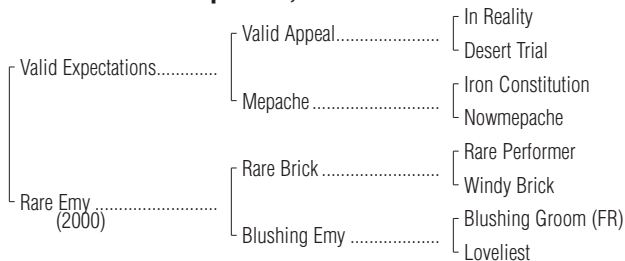 In Reality
Valid Appeal
Desert Trial
Valid Expectations
Iron Constitution
Mepache
Nowmepache
Rare Performer
Rare Brick
Windy Brick
Rare Emy
(2000)
Blushing Groom (FR)
Blushing Emy
Loveliest